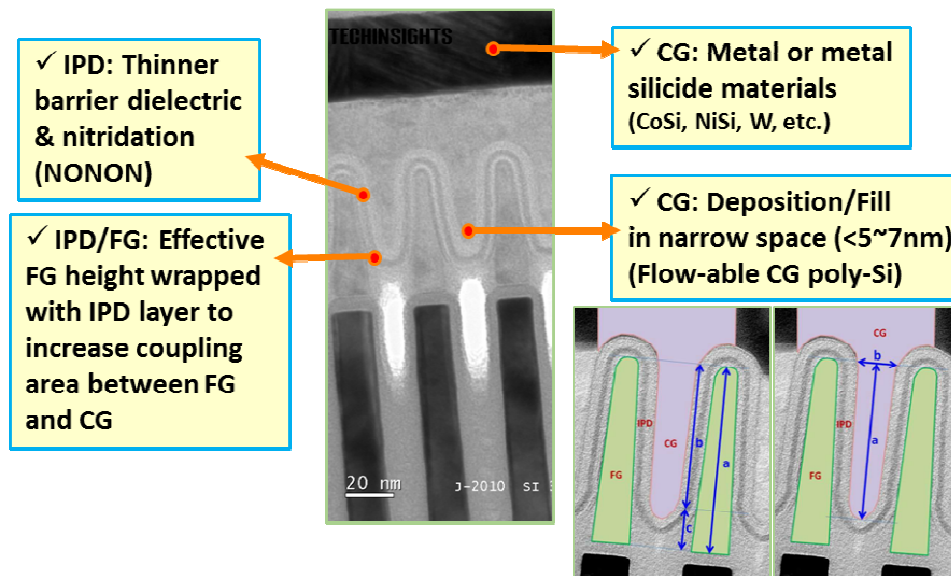 TECHINSIGHTS
✓ IPD: Thinner
barrier dielectric
& nitridation
(NONON)
✓ CG: Metal or metal
silicide materials
(CoSi, NiSi, W, etc.)
✓ IPD/FG: Effective
FG height wrapped
with IPD layer to
increase coupling
area between FG
and CG
✓ CG: Deposition/Fill
in narrow space (<5~7nm)
(Flow-able CG poly-Si)
20 nm
J-2010 SI
CG
b
IPD
CG
b
a
FG
c
b
IPD
a
FG